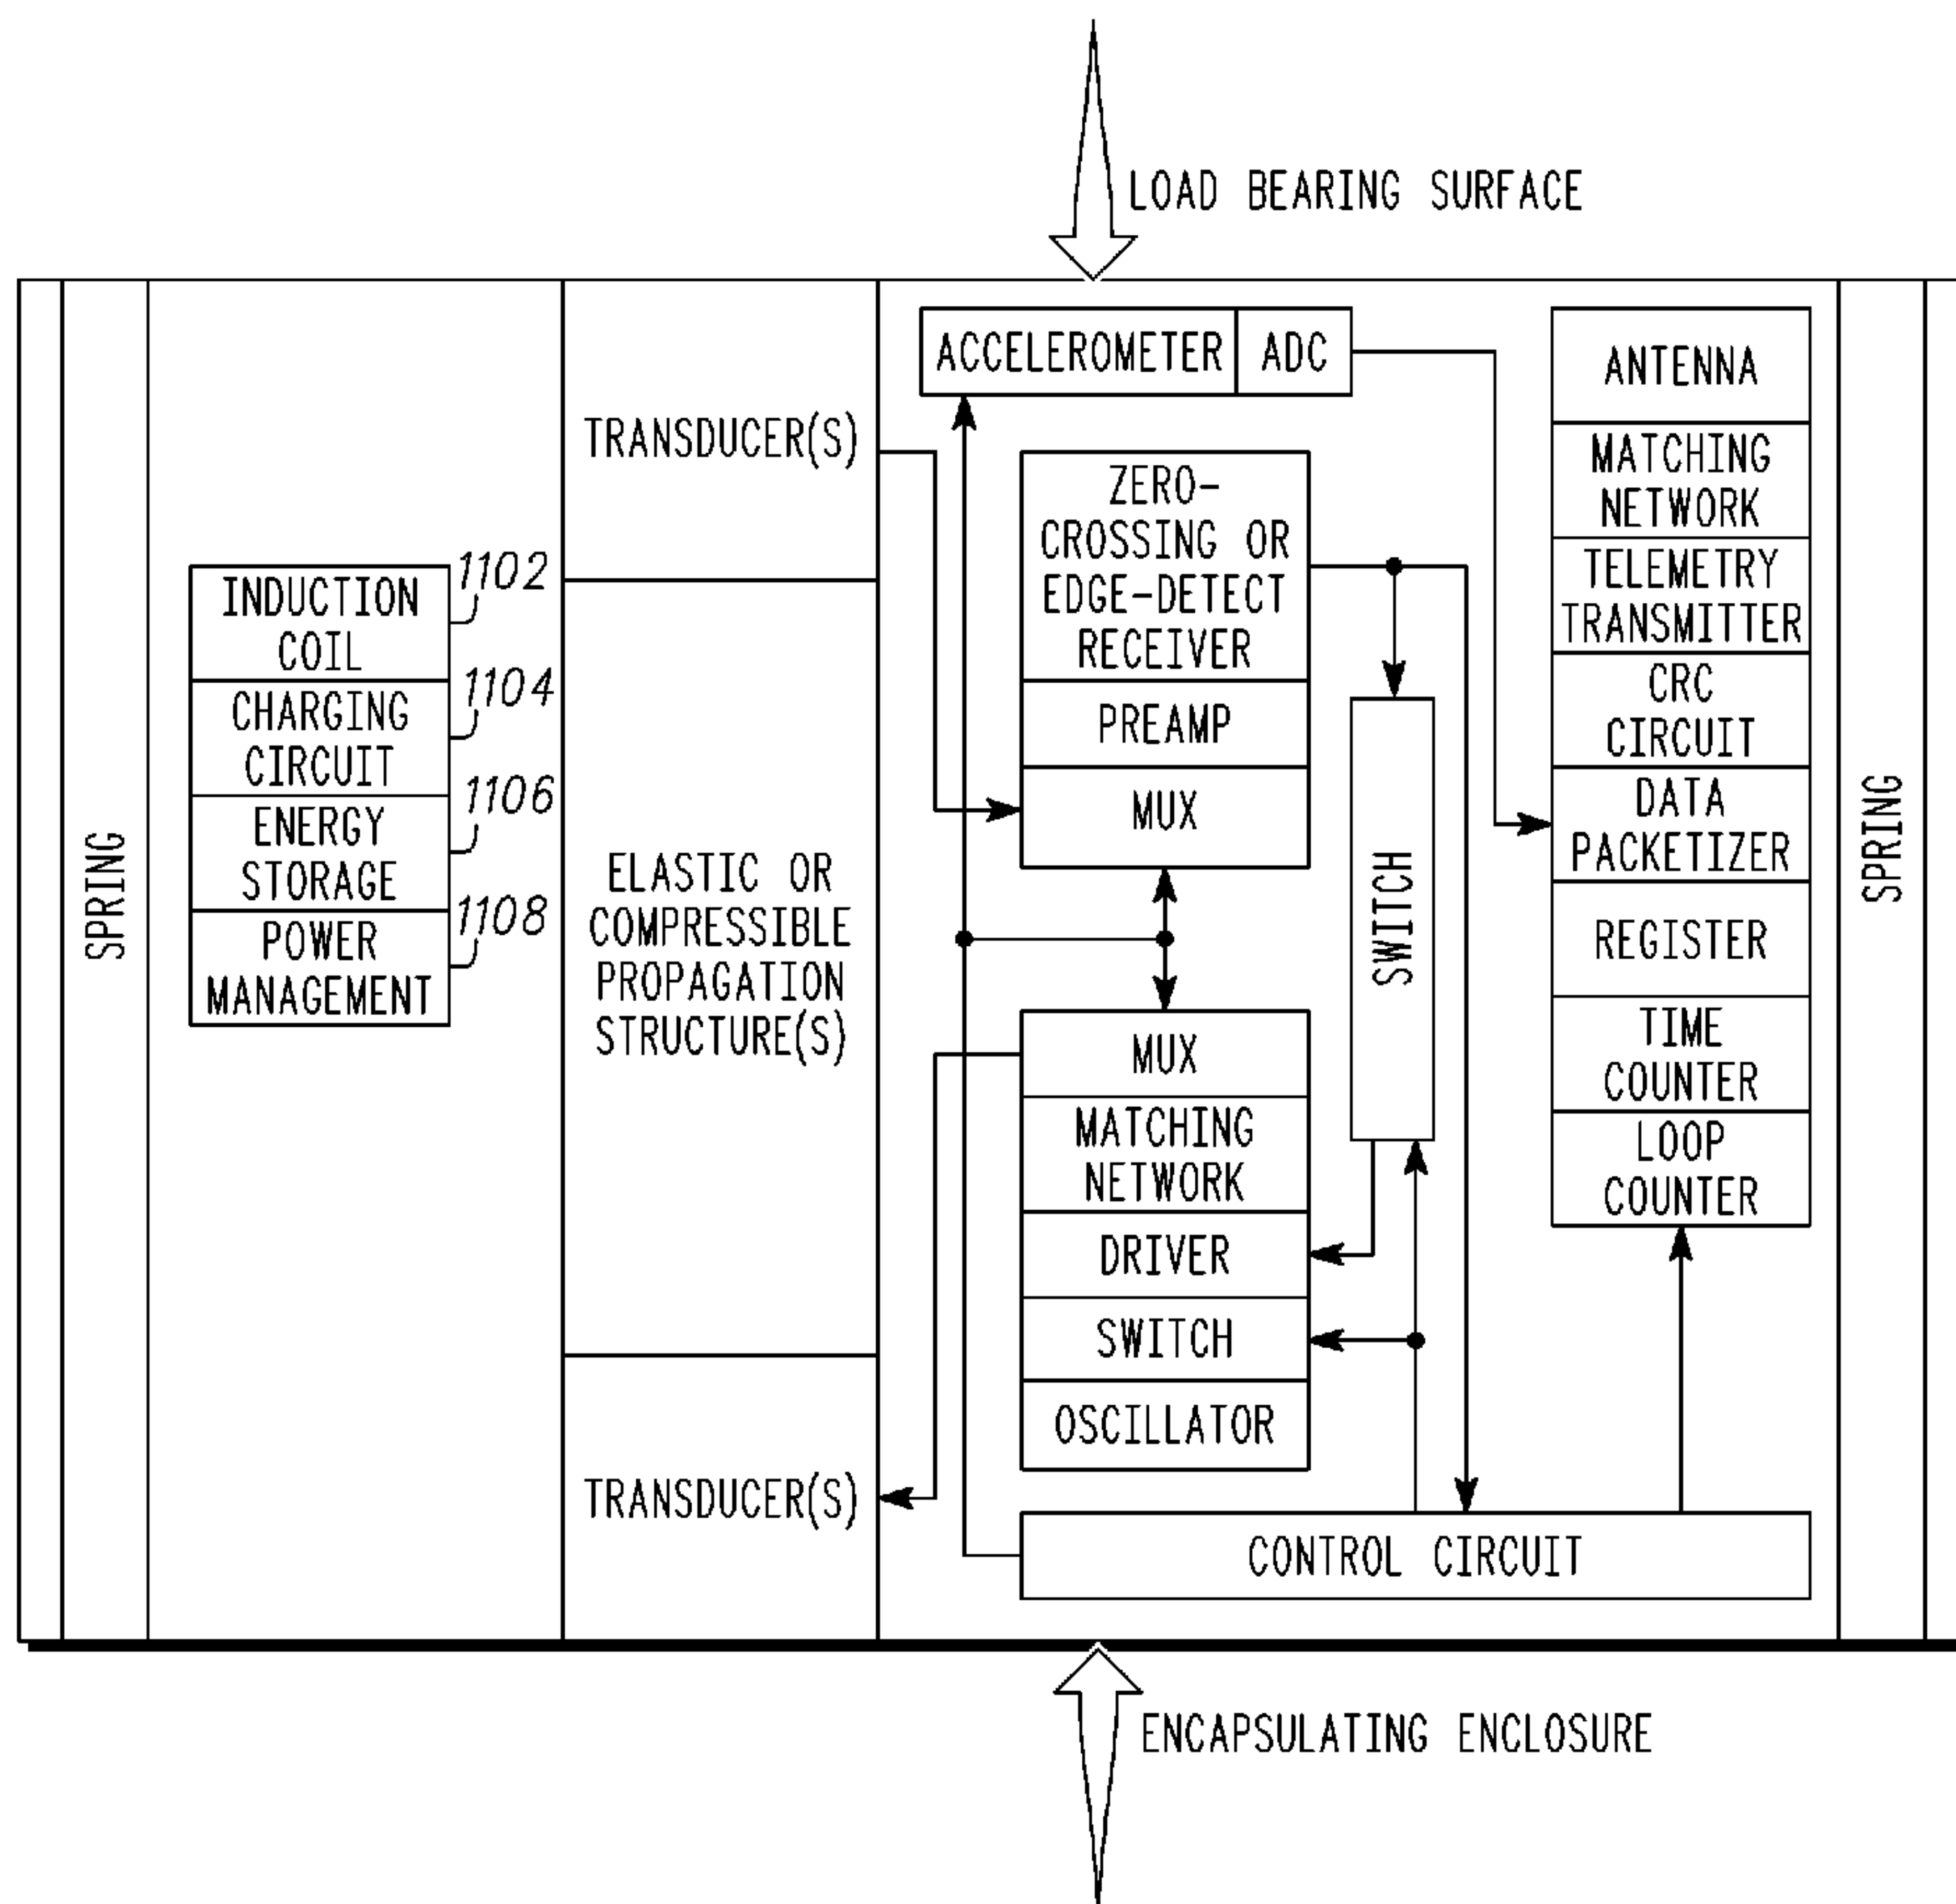 LOAD BEARING SURFACE
SPRING
INDUCTION
COIL
1102
CHARGING
CIRCUIT
1104
ENERGY
STORAGE
1106
POWER
MANAGEMENT
1108
TRANSDUCER(S)
ELASTIC OR
COMPRESSIBLE
PROPAGATION
STRUCTURE(S)
TRANSDUCER(S)
ACCELEROMETER
ADC
ZERO-
CROSSING OR
EDGE-DETECT
RECEIVER
PREAMP
MUX
MUX
MATCHING
NETWORK
DRIVER
SWITCH
OSCILLATOR
SWITCH
CONTROL CIRCUIT
ANTENNA
MATCHING
NETWORK
TELEMETRY
TRANSMITTER
CRC
CIRCUIT
DATA
PACKETIZER
REGISTER
TIME
COUNTER
LOOP
COUNTER
SPRING
ENCAPSULATING ENCLOSURE